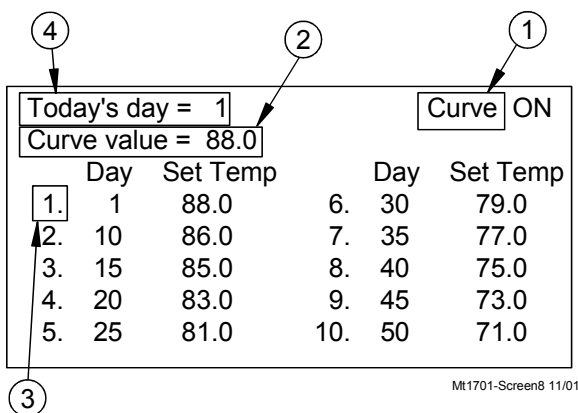 4 2 1
Today's day = 1 Curve ON
Curve value = 88.0
Day Set Temp Day Set Temp
1. 1 88.0 6. 30 79.0
2. 10 86.0 7. 35 77.0
3. 15 85.0 8. 40 75.0
4. 20 83.0 9. 45 73.0
5. 25 81.0 10. 50 71.0
Mt1701-Screen8 11/01
3